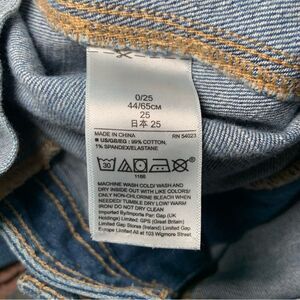 0/25
44/65CM
25
日本 25
MADE IN CHINA RN 54023
US/GB/EG: 99% COTTON,
1% SPANDEX/ELASTANE
30
1166
MACHINE WASH COLD/ WASH AND
DRY INSIDE OUT WITH LIKE COLORS/
ONLY NON-CHLORINE BLEACH WHEN
NEEDED/ TUMBLE DRY LOW/ WARM
IRON/ DO NOT DRY CLEAN
Imported By/Importe Par: Gap (UK
Holdings) Limited; GPS (Great Britain)
Limited Gap Stores (Ireland) Limited; Gap
Europe Limited All at 103 Wigmore Street